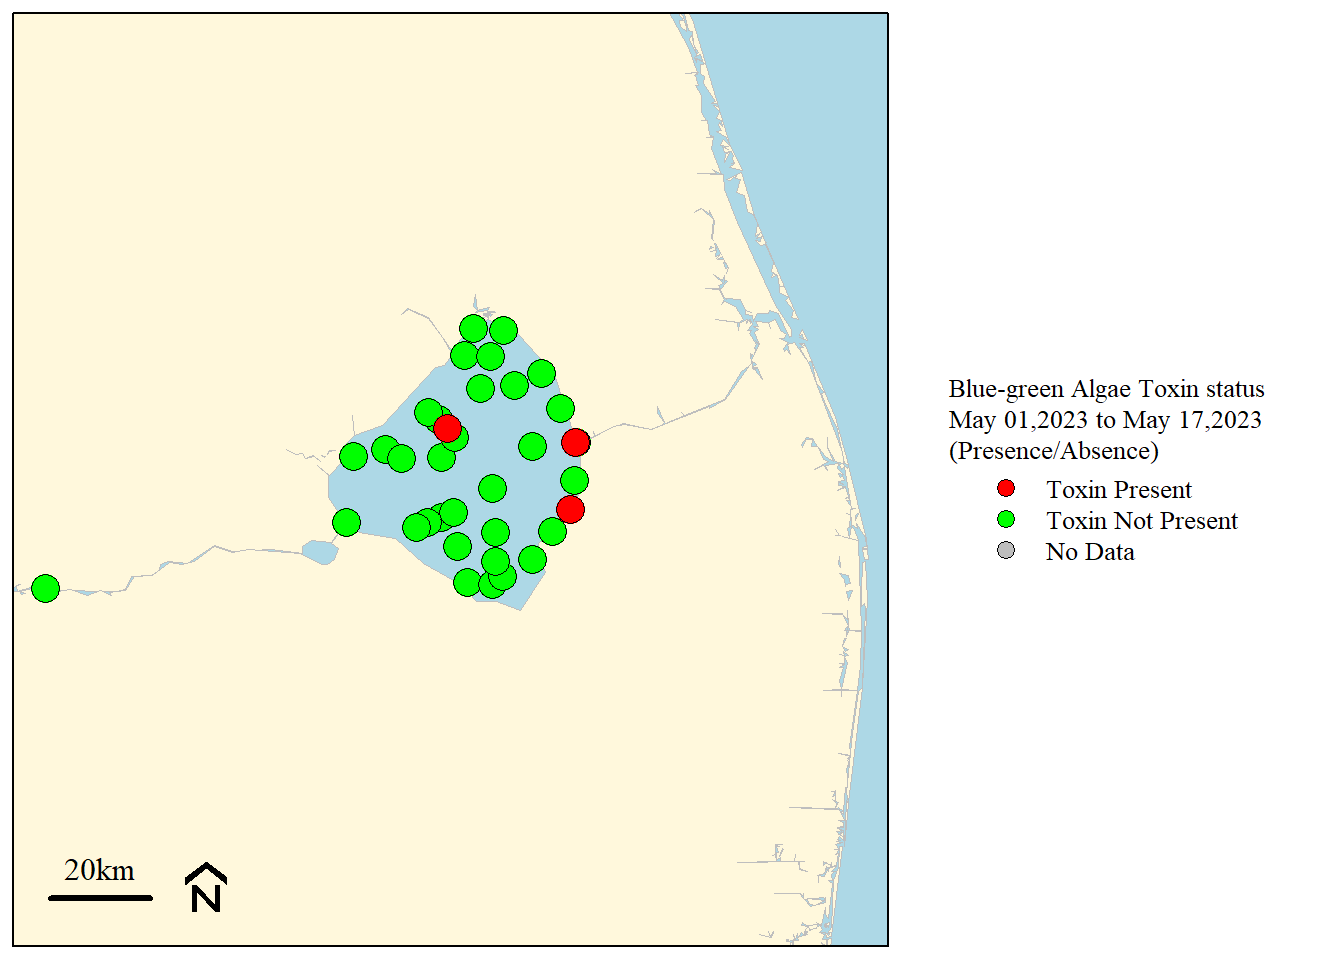 Blue-green Algae Toxin status
May 01,2023 to May 17,2023
(Presence/Absence)
Toxin Present
Toxin Not Present
No Data
20km
N